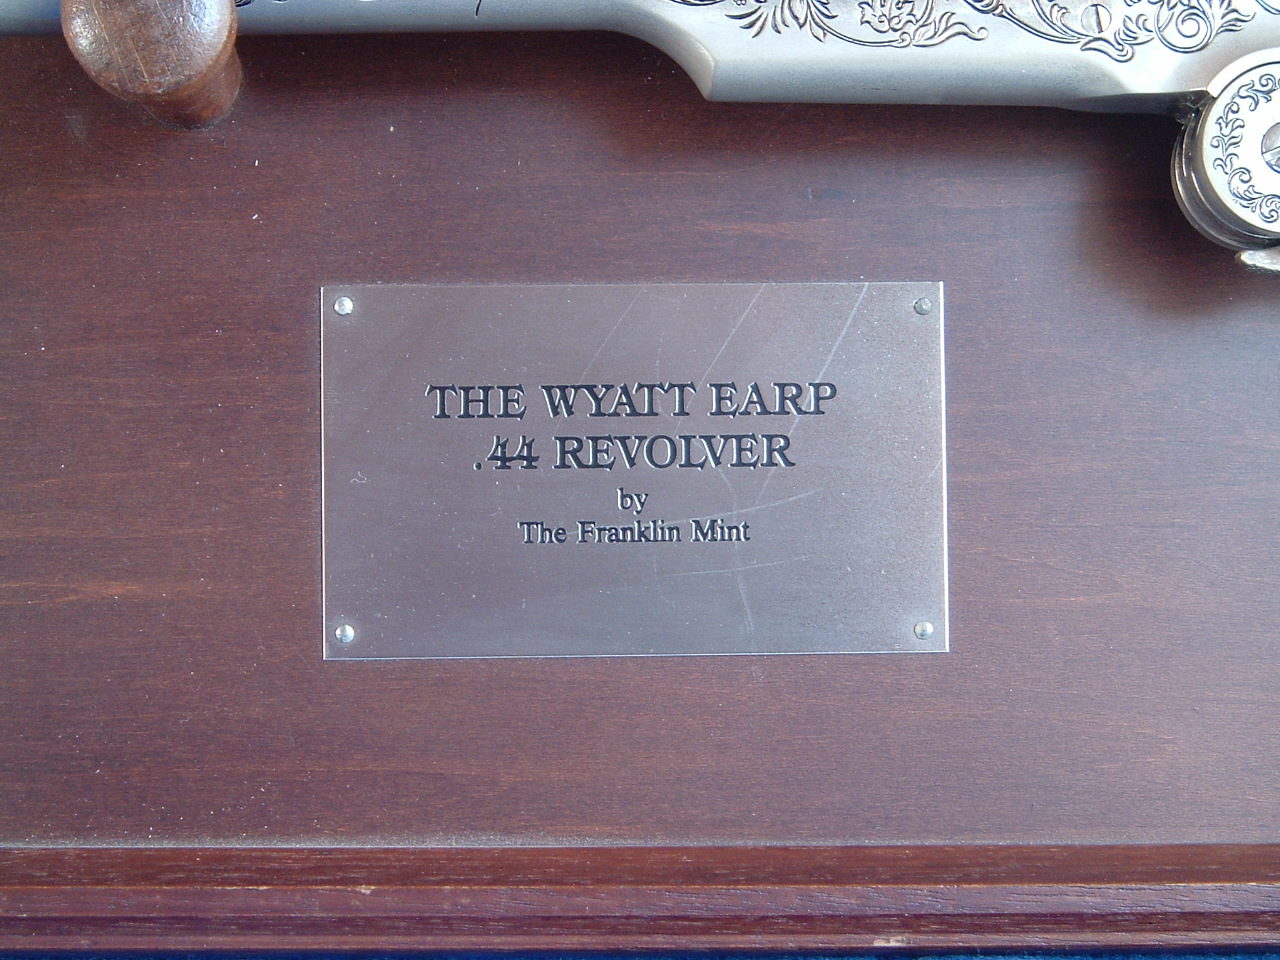 THE WYATT EARP
.44 REVOLVER
by
The Franklin Mint